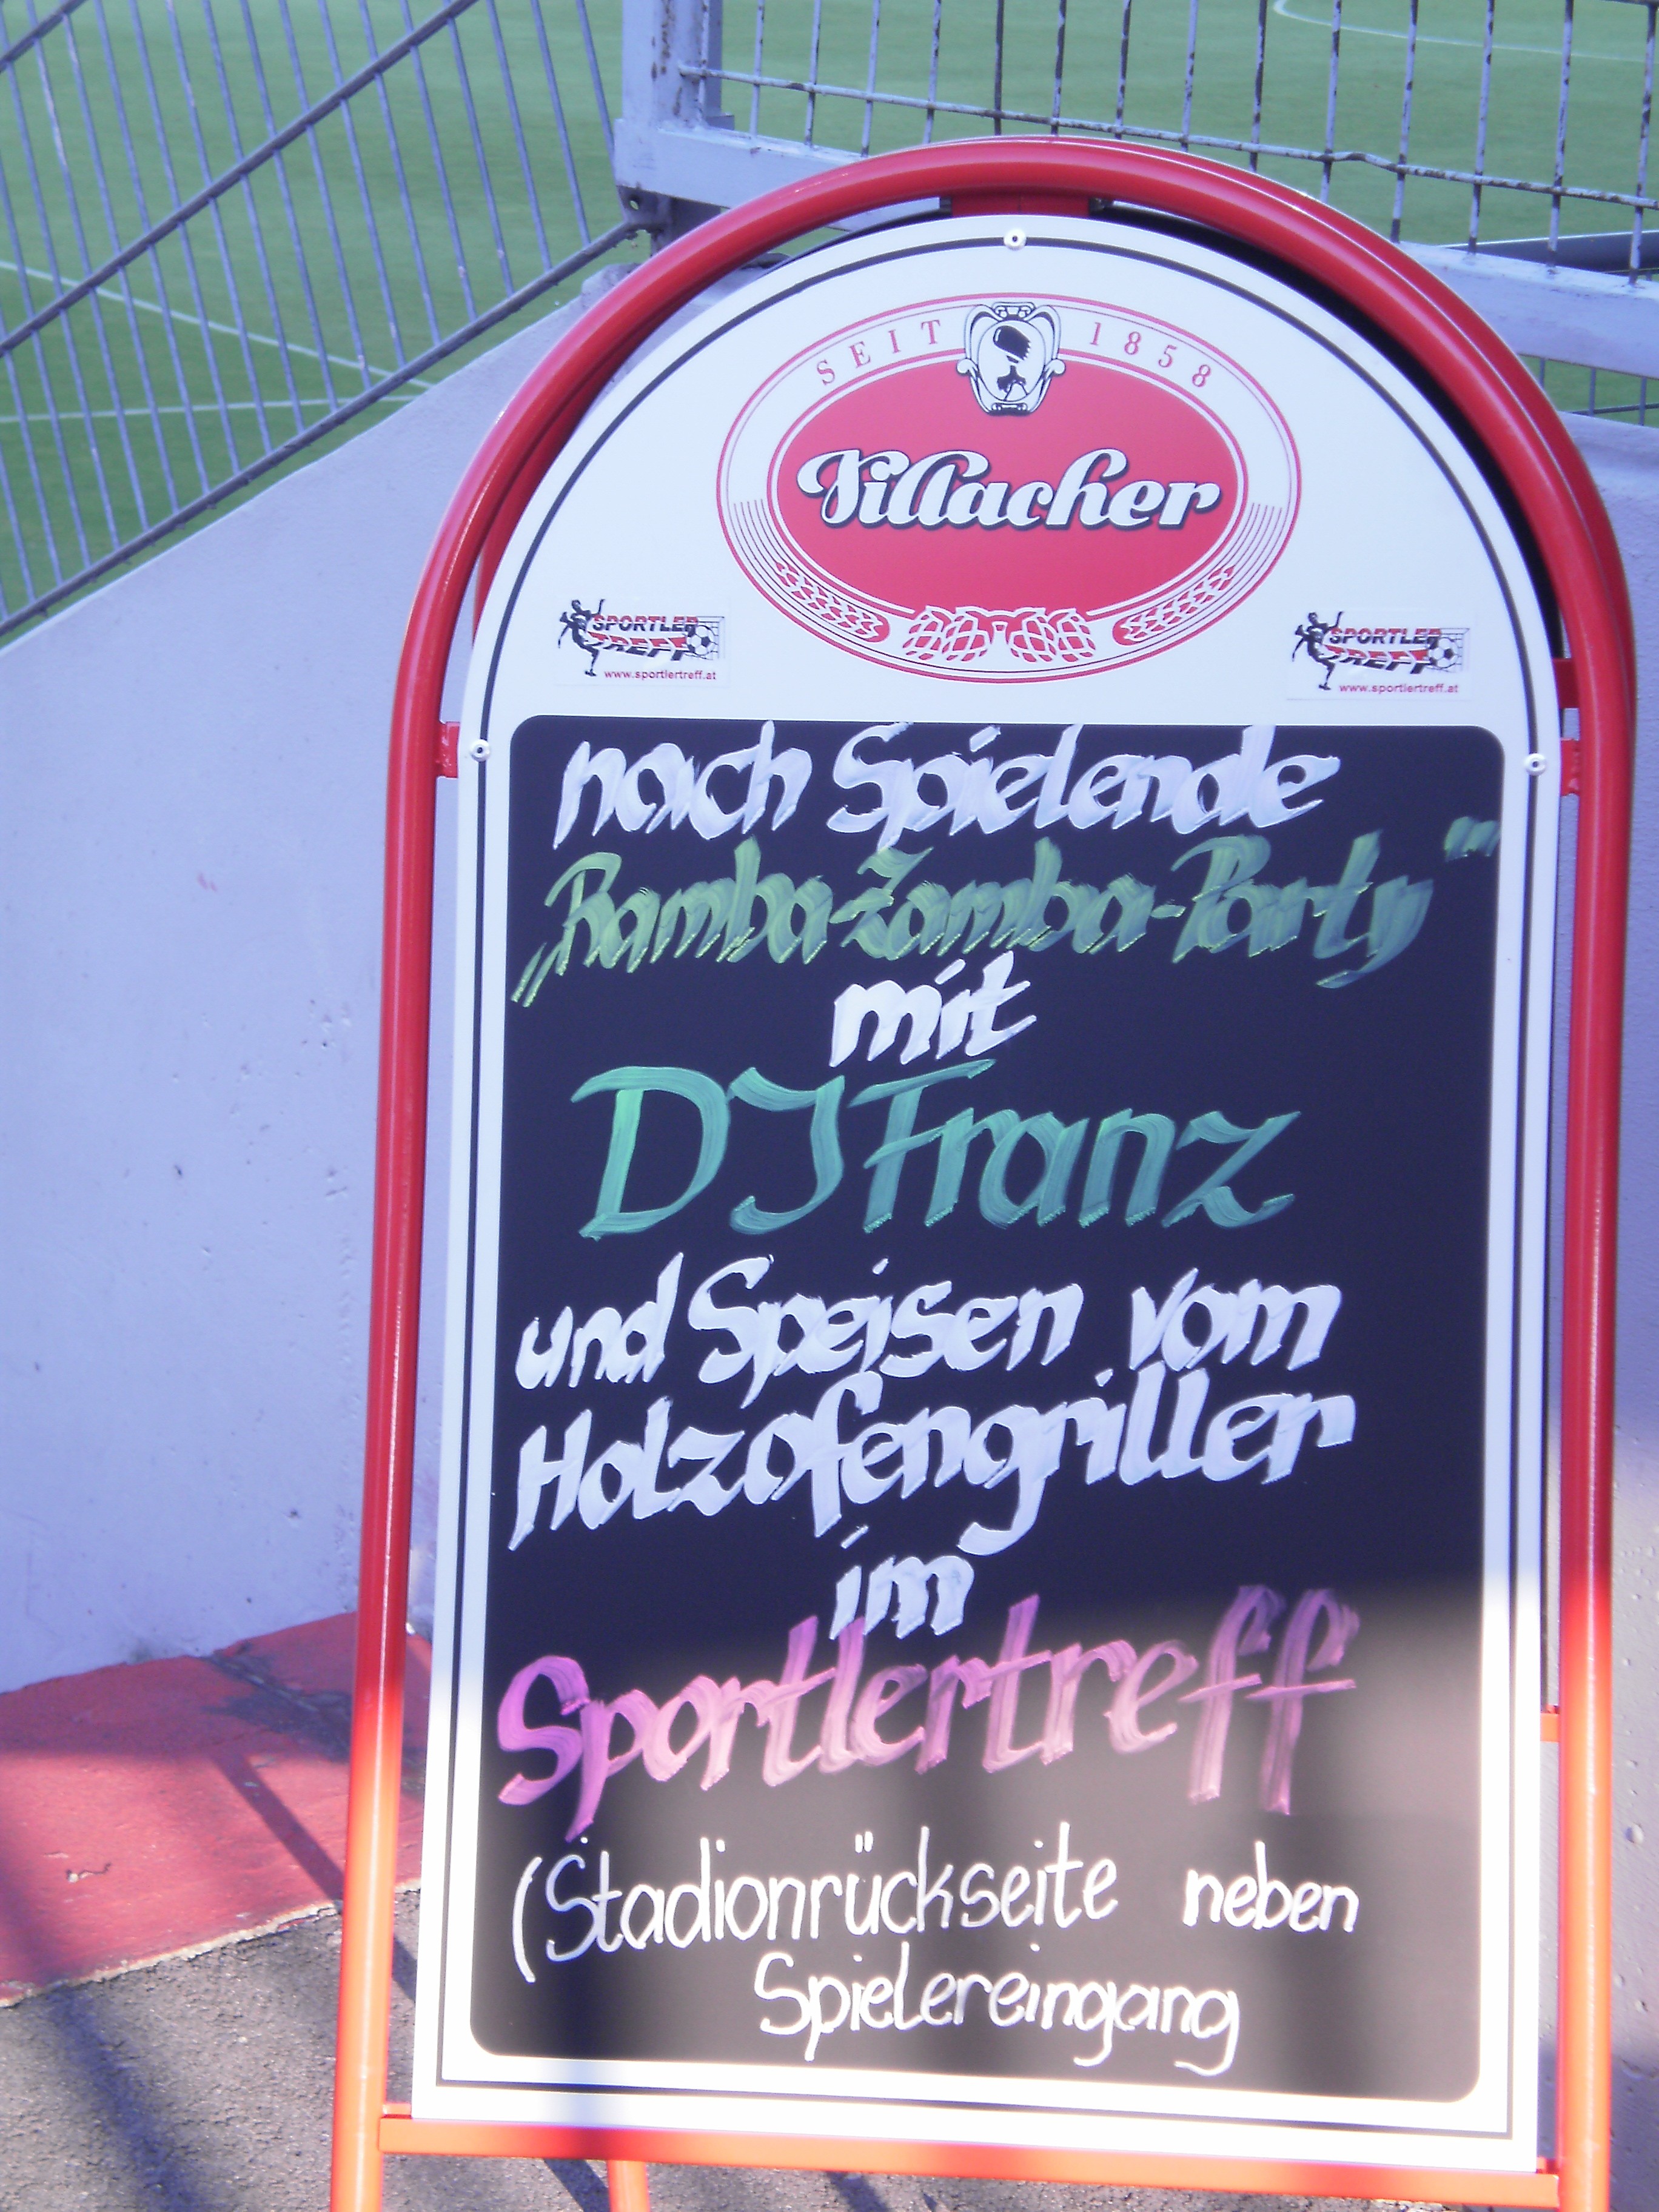 SEIT 1858
Villacher
SPORTLER
TREFF
www.sportlertreff.at
SPORTLER
TREFF
www.sportlertreff.at
nach Spielende
„Ramba-Zamba-Party"
mit
DJ Franz
und Speisen vom
Holzofengriller
im
Sportlertreff
(Stadionrückseite neben
Spielereingang